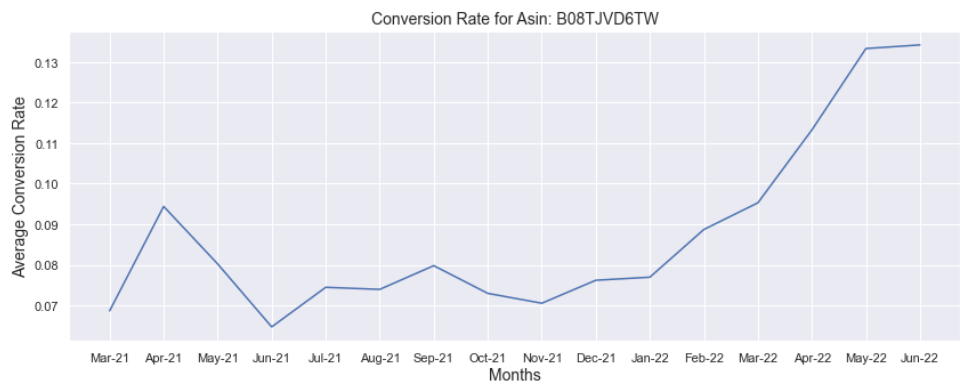 Conversion Rate for Asin: B08TJVD6TW
Average Conversion Rate
0.13
0.12
0.11
0.10
0.09
0.08
0.07
Mar-21 Apr-21 May-21 Jun-21 Jul-21 Aug-21 Sep-21 Oct-21 Nov-21 Dec-21 Jan-22 Feb-22 Mar-22 Apr-22 May-22 Jun-22
Months